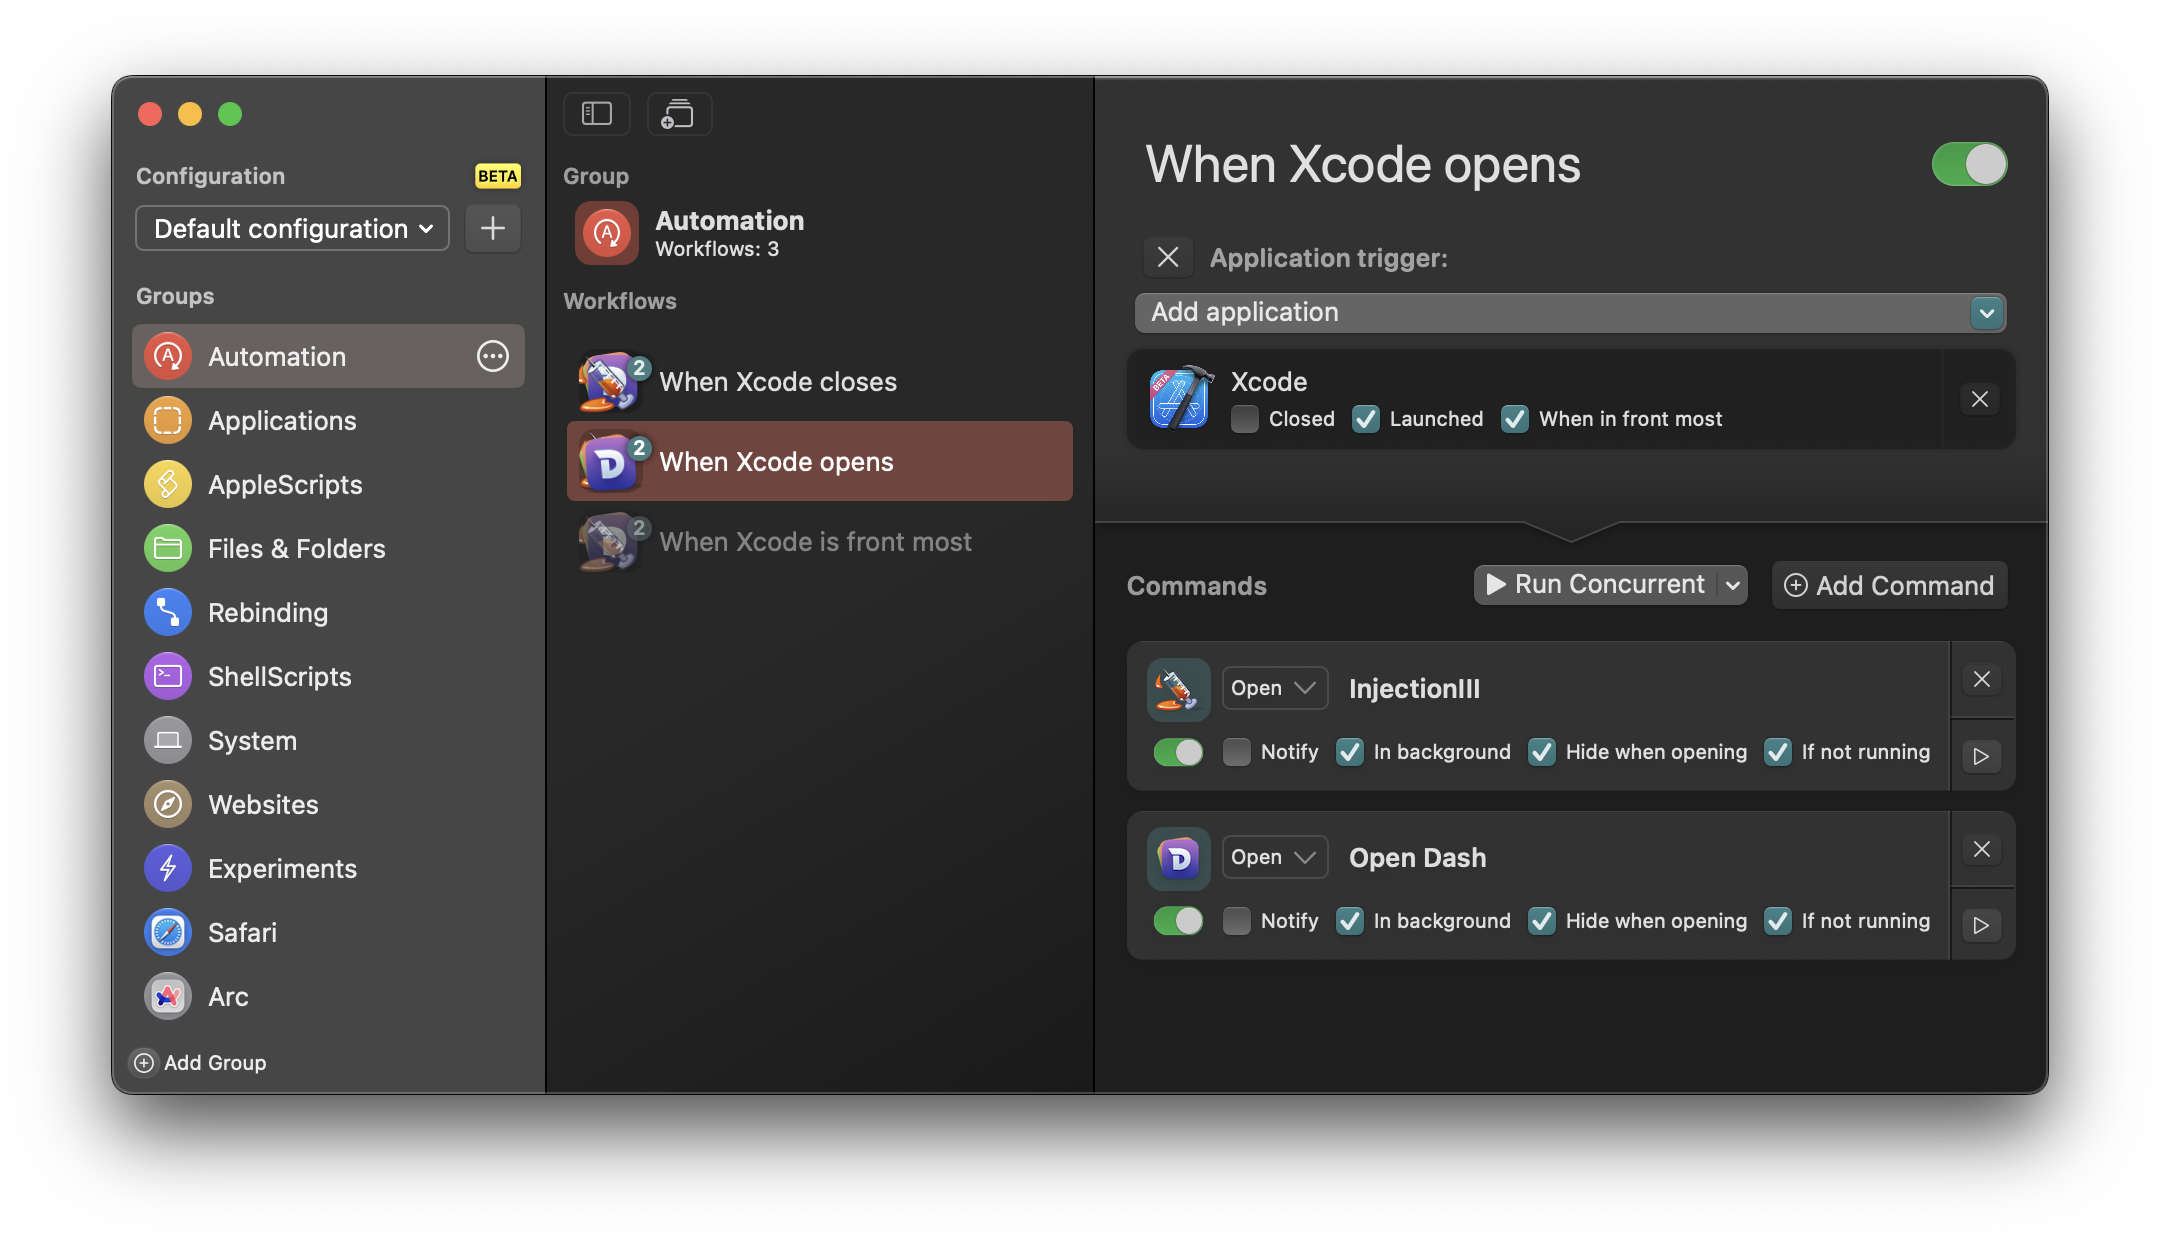 Configuration
BETA
Default configuration
Groups
Automation
Applications
AppleScripts
Files & Folders
Rebinding
ShellScripts
System
Websites
Experiments
Safari
Arc
Add Group
Group
Automation
Workflows: 3
Workflows
2
When Xcode closes
2
When Xcode opens
2
When Xcode is front most
When Xcode opens
Application trigger:
Add application
BETA
Xcode
Closed Launched When in front most
Commands
Run Concurrent
Add Command
Open InjectionIII
Notify In background Hide when opening If not running
Open Open Dash
Notify In background Hide when opening If not running